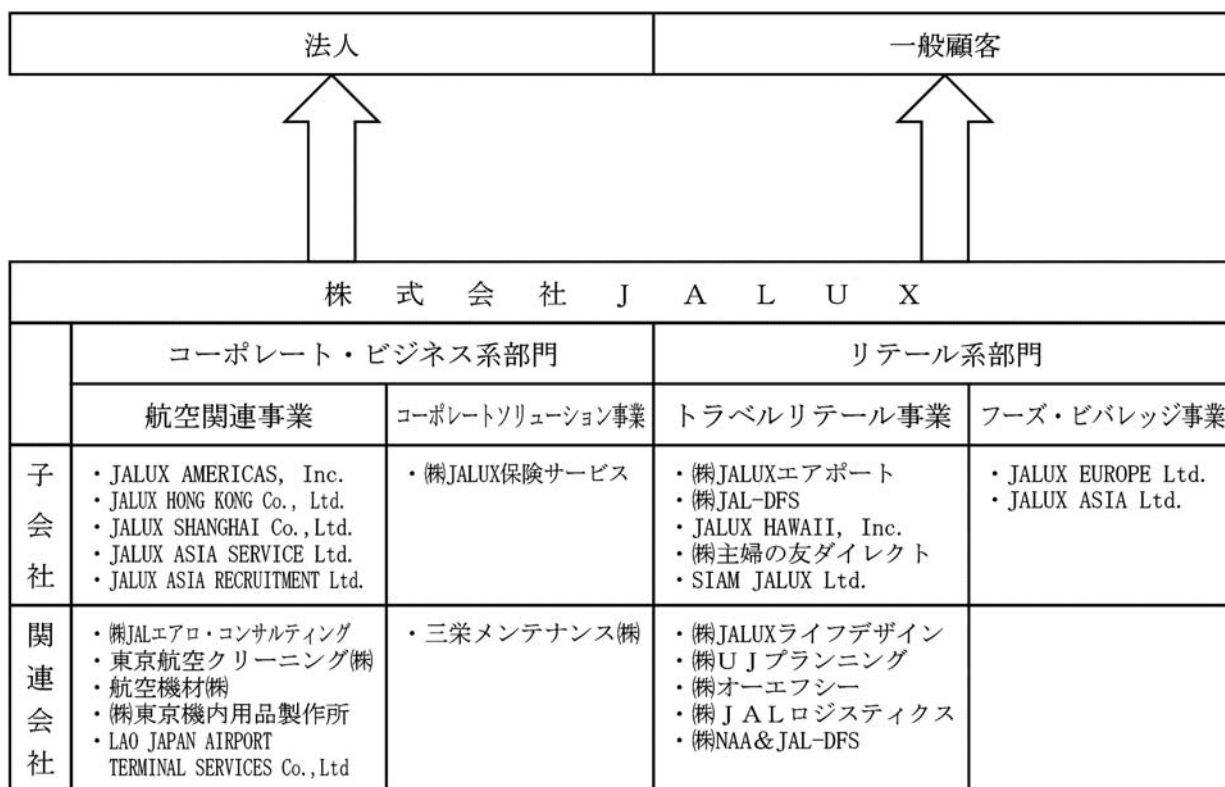 法人
一般顧客
株式会社JALUX
コーポレート・ビジネス系部門
リテール系部門
航空関連事業
コーポレートソリューション事業
トラベルリテール事業
フーズ・ビバレッジ事業
子会社
・JALUX AMERICAS, Inc.
・JALUX HONG KONG Co., Ltd.
・JALUX SHANGHAI Co.,Ltd.
・JALUX ASIA SERVICE Ltd.
・JALUX ASIA RECRUITMENT Ltd.
・㈱JALUX保険サービス
・㈱JALUXエアポート
・㈱JAL-DFS
・JALUX HAWAII, Inc.
・㈱主婦の友ダイレクト
・SIAM JALUX Ltd.
・JALUX EUROPE Ltd.
・JALUX ASIA Ltd.
関連会社
・㈱JALエアロ・コンサルティング
・東京航空クリーニング㈱
・航空機材㈱
・㈱東京機内用品製作所
・LAO JAPAN AIRPORT
TERMINAL SERVICES Co.,Ltd
・三栄メンテナンス㈱
・㈱JALUXライフデザイン
・㈱ＵＪプランニング
・㈱オーエフシー
・㈱ＪＡＬロジスティクス
・㈱NAA&JAL-DFS